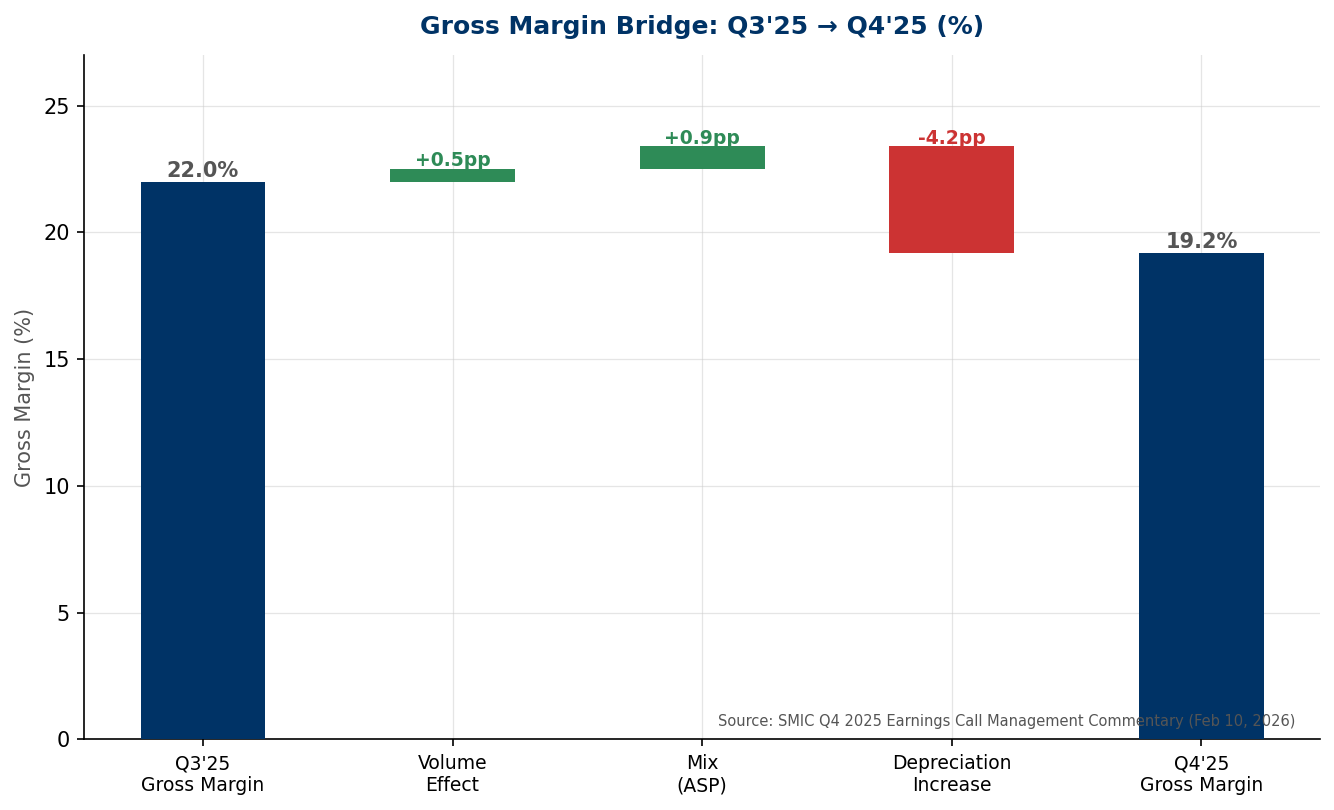 Gross Margin Bridge: Q3'25 → Q4'25 (%)
Gross Margin (%)
25
20
15
10
5
0
22.0%
+0.5pp
+0.9pp
-4.2pp
19.2%
Source: SMIC Q4 2025 Earnings Call Management Commentary (Feb 10, 2026)
Q3'25
Gross Margin
Volume
Effect
Mix
(ASP)
Depreciation
Increase
Q4'25
Gross Margin